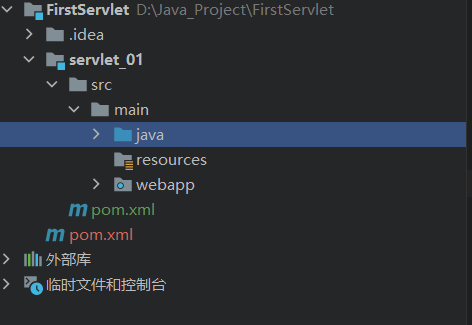 FirstServlet D:\Java_Project\FirstServlet
.idea
servlet_01
src
main
java
resources
webapp
pom.xml
pom.xml
外部库
临时文件和控制台